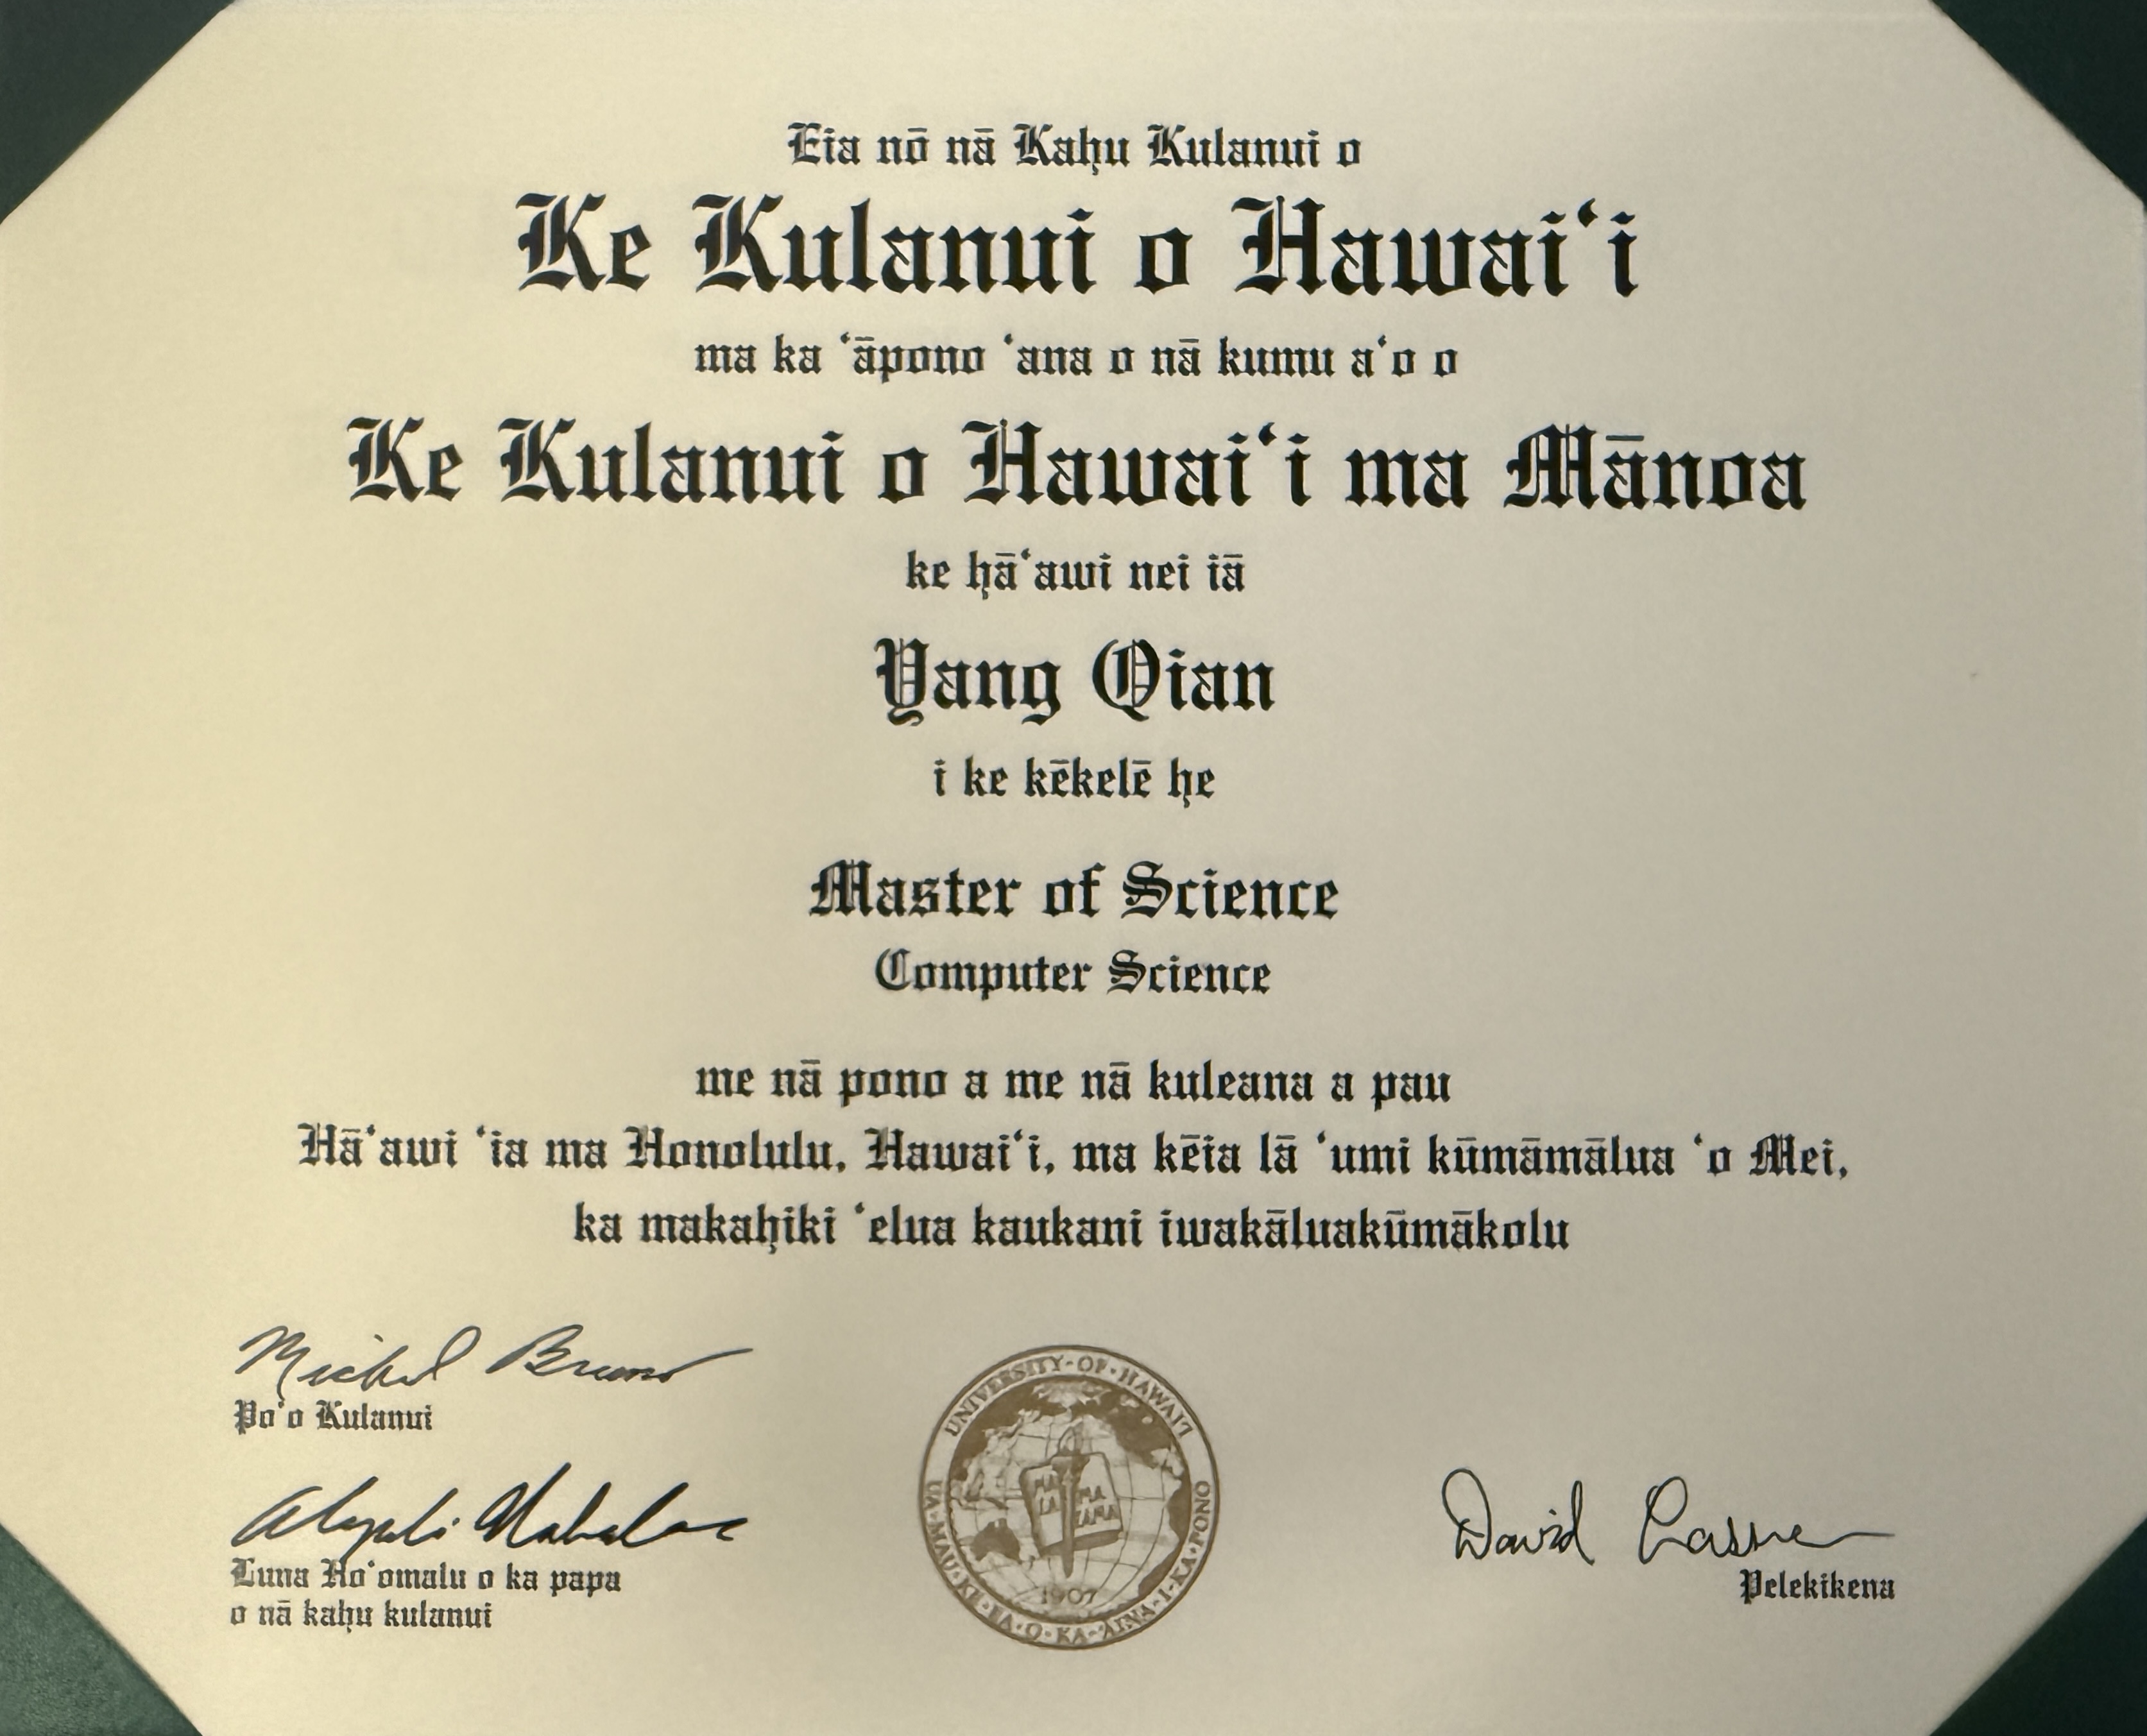 Eia nō nā Kahu Kulanui o
Ke Kulanui o Hawaiʻi
ma ka ʻāpono ʻana o nā kumu aʻo o
Ke Kulanui o Hawaiʻi ma Mānoa
ke hāʻawi nei iā
Yang Qian
i ke kēkelē he
Master of Science
Computer Science
me nā pono a me nā kuleana a pau
Hāʻawi ʻia ma Honolulu, Hawaiʻi, ma kēia lā ʻumi kūmāmālua ʻo Mei,
ka makahiki ʻelua kaukani iwakāluakūmākolu
Michael Bruno
Poʻo Kulanui
Luna Hoʻomalu o ka papa
o nā kahu kulanui
UNIVERSITY·OF·HAWAIʻI
MA LA MA LAMA
1907
UA·MAU·KE·EA·O·KA·ʻĀINA·I·KA·PONO
David Lassner
Pelekikena